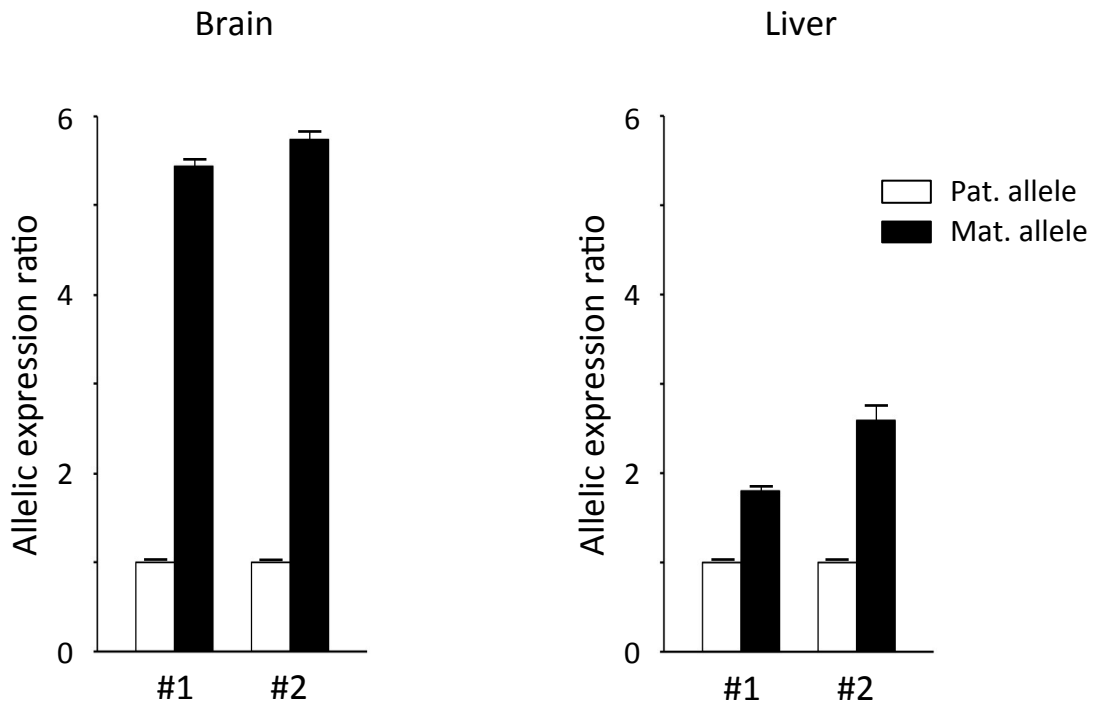 Brain
Allelic expression ratio
6
4
2
0
#1 #2
Liver
Allelic expression ratio
6
4
2
0
#1 #2
Pat. allele
Mat. allele